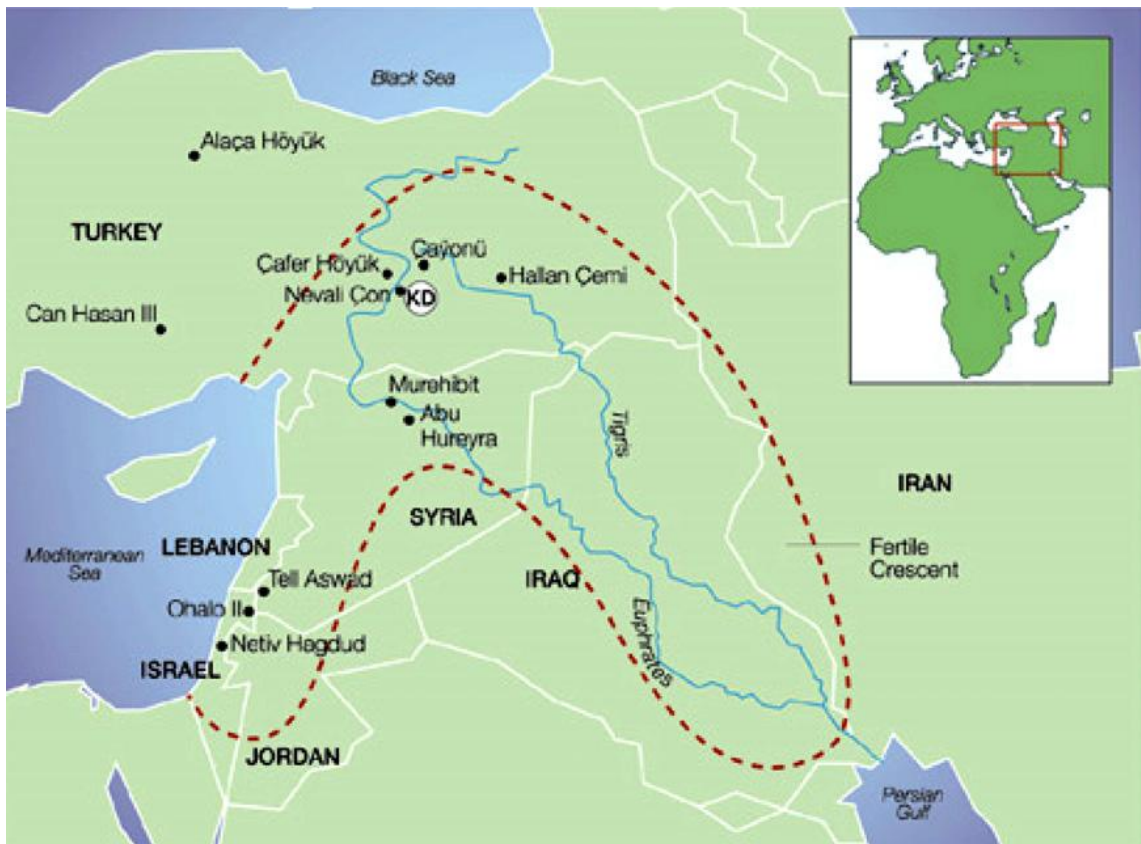 Black Sea
Alaça Höyük
TURKEY
Çayonü
Çafer Höyük
Hallan Çemi
Nevali Çori
KD
Can Hasan III
Murehibit
Abu
Hureyra
Tigris
IRAN
SYRIA
LEBANON
Mediterranean
Sea
Fertile
Crescent
Tell Aswad
IRAQ
Ohalo II
Euphrates
Netiv Hagdud
ISRAEL
JORDAN
Persian
Gulf